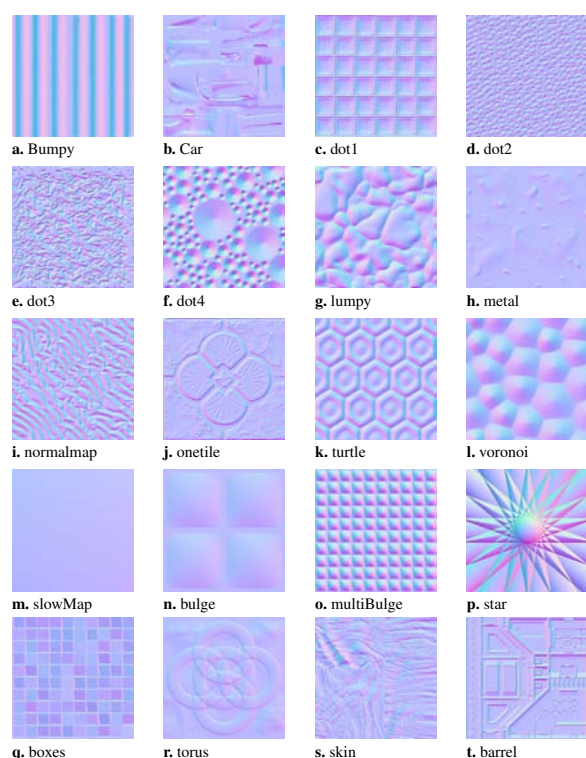 a. Bumpy b. Car c. dot1 d. dot2
e. dot3 f. dot4 g. lumpy h. metal
i. normalmap j. onetile k. turtle l. voronoi
m. slowMap n. bulge o. multiBulge p. star
q. boxes r. torus s. skin t. barrel